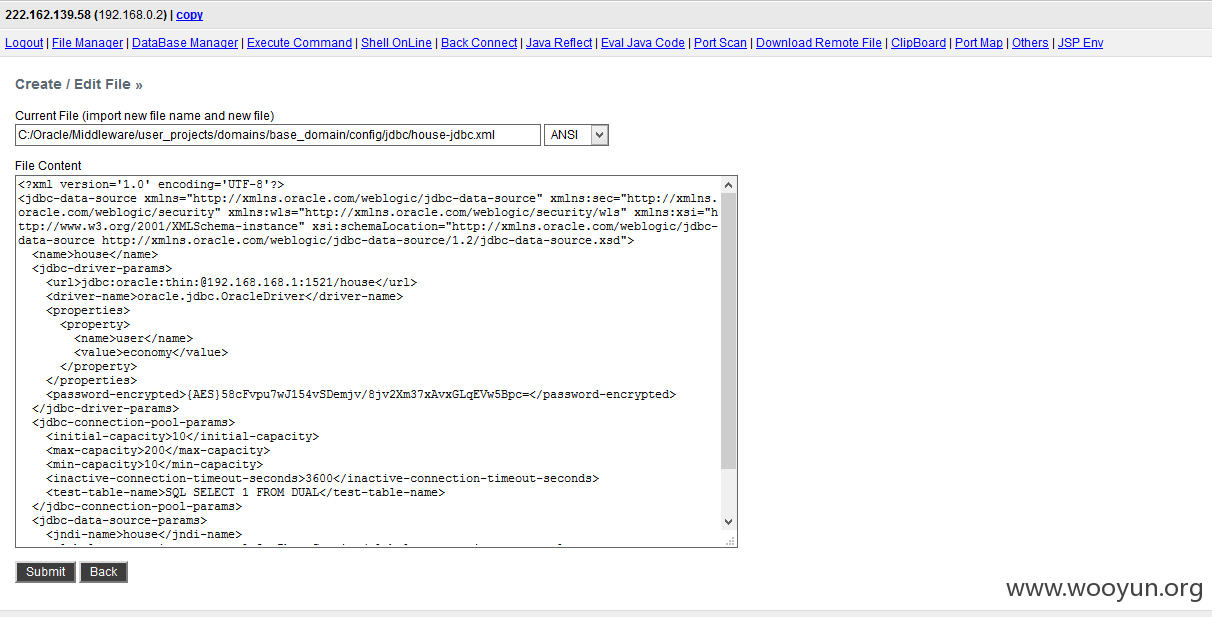 222.162.139.58 (192.168.0.2) | copy
Logout | File Manager | DataBase Manager | Execute Command | Shell OnLine | Back Connect | Java Reflect | Eval Java Code | Port Scan | Download Remote File | ClipBoard | Port Map | Others | JSP Env
Create / Edit File »
Current File (import new file name and new file)
C:/Oracle/Middleware/user_projects/domains/base_domain/config/jdbc/house-jdbc.xml ANSI
File Content
<?xml version='1.0' encoding='UTF-8'?>
<jdbc-data-source xmlns="http://xmlns.oracle.com/weblogic/jdbc-data-source" xmlns:sec="http://xmlns.
oracle.com/weblogic/security" xmlns:wls="http://xmlns.oracle.com/weblogic/security/wls" xmlns:xsi="h
ttp://www.w3.org/2001/XMLSchema-instance" xsi:schemaLocation="http://xmlns.oracle.com/weblogic/jdbc-
data-source http://xmlns.oracle.com/weblogic/jdbc-data-source/1.2/jdbc-data-source.xsd">
<name>house</name>
<jdbc-driver-params>
<url>jdbc:oracle:thin:@192.168.168.1:1521/house</url>
<driver-name>oracle.jdbc.OracleDriver</driver-name>
<properties>
<property>
<name>user</name>
<value>economy</value>
</property>
</properties>
<password-encrypted>{AES}58cFvpu7wJ154vSDemjv/8jv2Xm37xAvxGLqEVw5Bpc=</password-encrypted>
</jdbc-driver-params>
<jdbc-connection-pool-params>
<initial-capacity>10</initial-capacity>
<max-capacity>200</max-capacity>
<min-capacity>10</min-capacity>
<inactive-connection-timeout-seconds>3600</inactive-connection-timeout-seconds>
<test-table-name>SQL SELECT 1 FROM DUAL</test-table-name>
</jdbc-connection-pool-params>
<jdbc-data-source-params>
<jndi-name>house</jndi-name>
Submit Back
www.wooyun.org